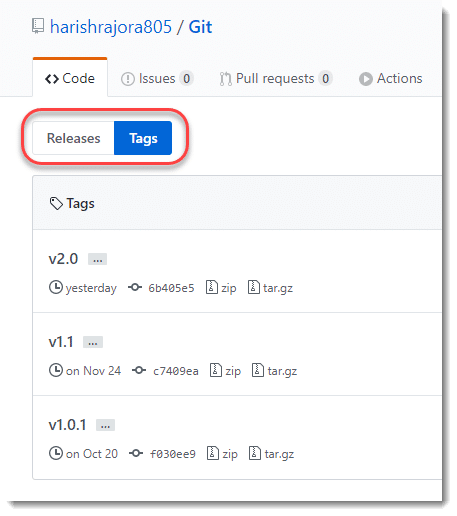 harishrajora805 / Git
Code Issues 0 Pull requests 0 Actions
Releases Tags
Tags
v2.0 ...
yesterday 6b405e5 zip tar.gz
v1.1 ...
on Nov 24 c7409ea zip tar.gz
v1.0.1 ...
on Oct 20 f030ee9 zip tar.gz